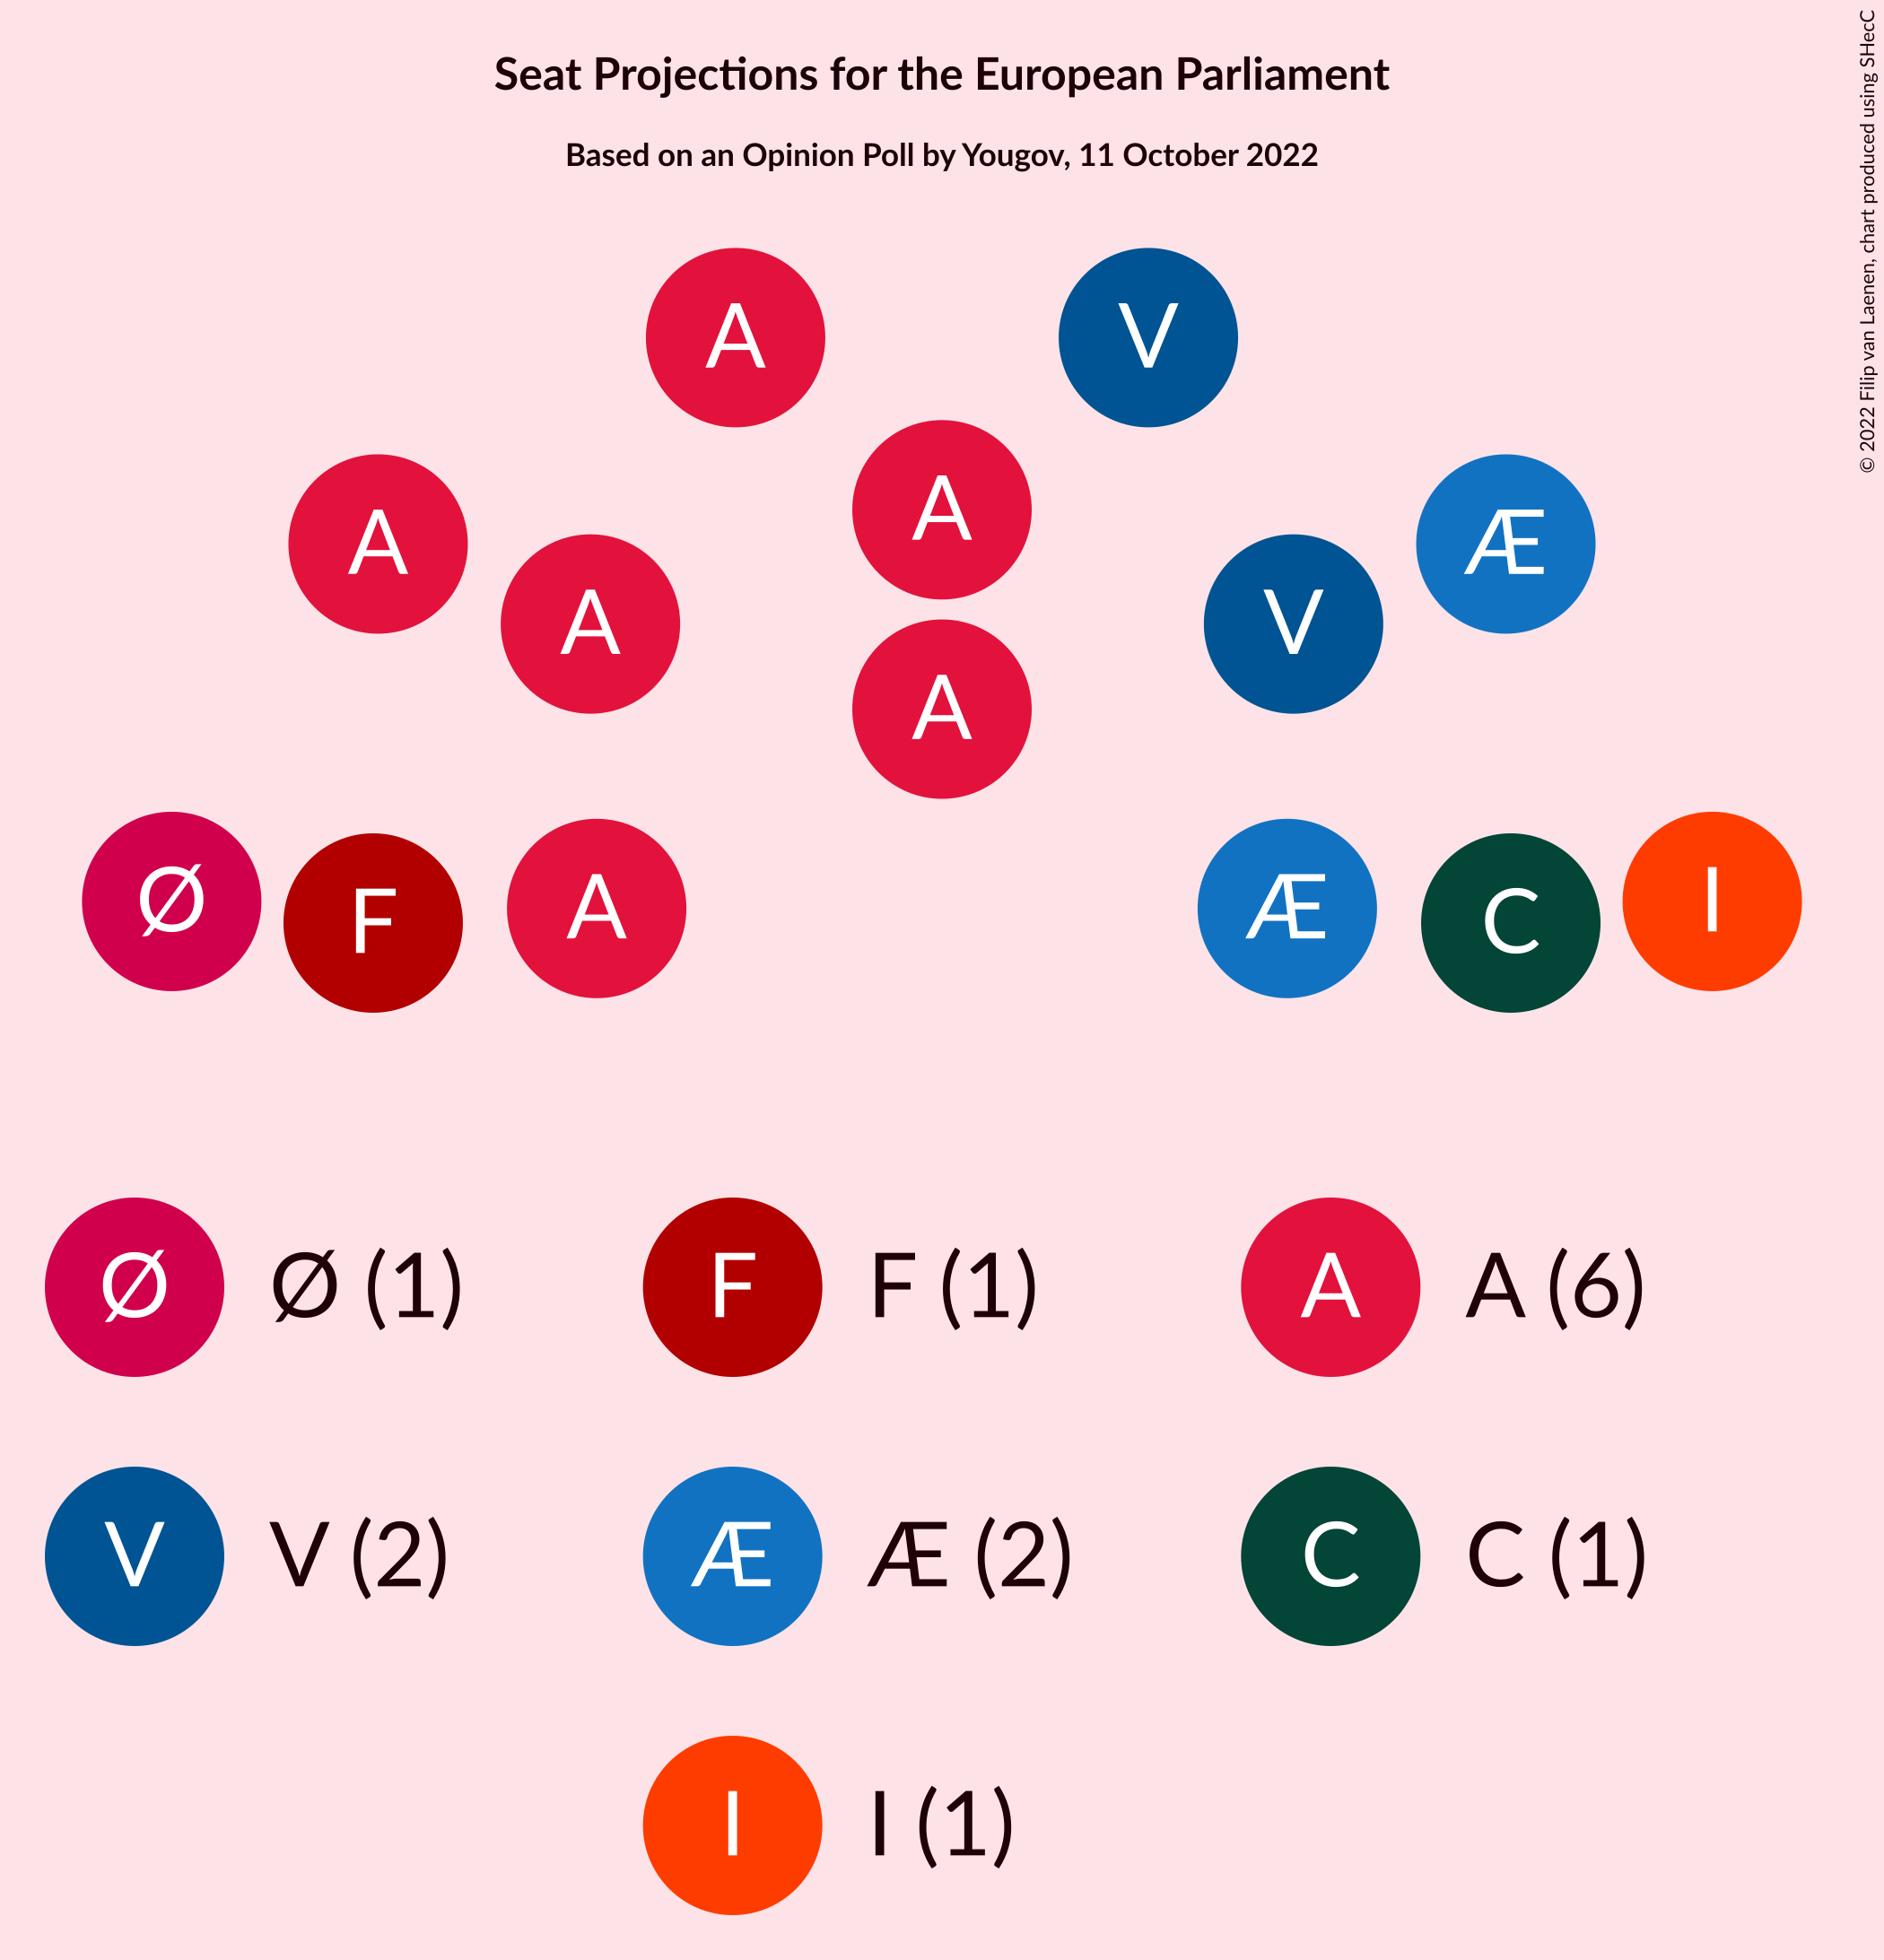 Seat Projections for the European Parliament
Based on an Opinion Poll by Yougov, 11 October 2022
© 2022 Filip van Laenen, chart produced using SHecC
A V
A A A V Æ
A
Ø F A Æ C I
Ø Ø (1) F F (1) A A (6)
V V (2) Æ Æ (2) C C (1)
I I (1)